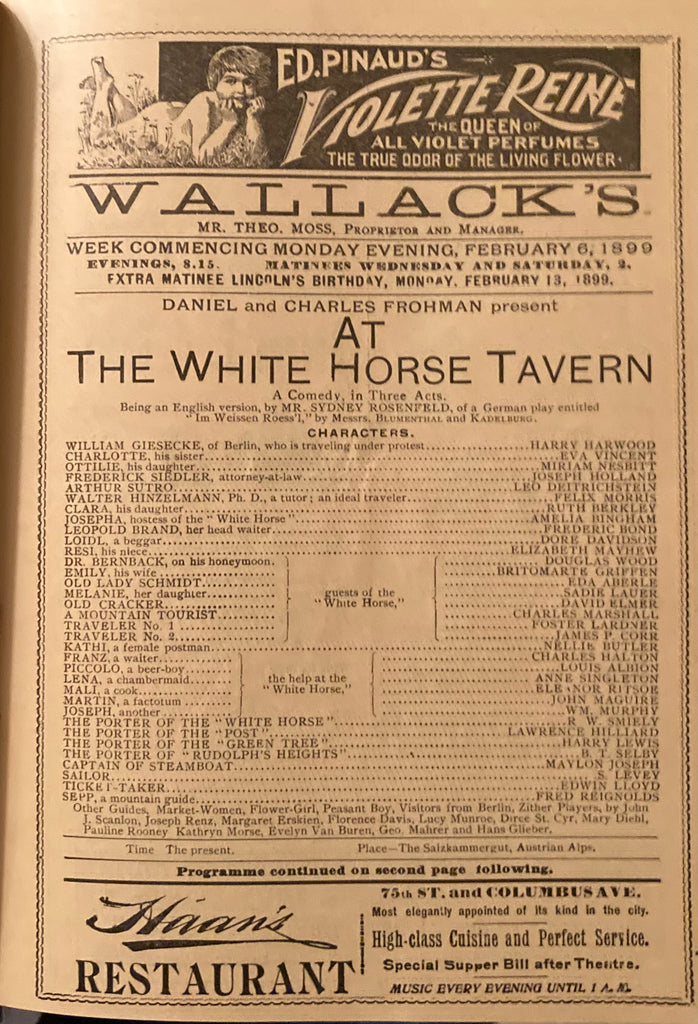 ED. PINAUD'S
VIOLETTE REINE
THE QUEEN OF
ALL VIOLET PERFUMES
THE TRUE ODOR OF THE LIVING FLOWER.
WALLACK'S.
MR. THEO. MOSS, PROPRIETOR AND MANAGER.
WEEK COMMENCING MONDAY EVENING, FEBRUARY 6, 1899
EVENINGS, 8.15. MATINEES WEDNESDAY AND SATURDAY, 2.
EXTRA MATINEE LINCOLN'S BIRTHDAY, MONDAY, FEBRUARY 13, 1899.
DANIEL and CHARLES FROHMAN present
AT
THE WHITE HORSE TAVERN
A Comedy, in Three Acts.
Being an English version, by MR. SYDNEY ROSENFELD, of a German play entitled
"Im Weissen Roess'l," by Messrs. BLUMENTHAL and KADELBURG.
CHARACTERS.
WILLIAM GIESECKE, of Berlin, who is traveling under protest. HARRY HARWOOD
CHARLOTTE, his sister. EVA VINCENT
OTTILIE, his daughter. MIRIAM NESBITT
FREDERICK SIEDLER, attorney-at-law. JOSEPH HOLLAND
ARTHUR SUTRO. LEO DEITRICHSTEIN
WALTER HINZELMANN, Ph. D., a tutor; an ideal traveler. FELIX MORRIS
CLARA, his daughter. RUTH BERKLEY
JOSEPHA, hostess of the "White Horse". AMELIA BINGHAM
LEOPOLD BRAND, her head waiter. FREDERIC BOND
LOIDL, a beggar. DORE DAVIDSON
RESI, his niece. ELIZABETH MAYHEW
DR. BERNBACK, on his honeymoon. DOUGLAS WOOD
EMILY, his wife. BRITOMARTE GRIFFEN
OLD LADY SCHMIDT. EDA ABERLE
MELANIE, her daughter. guests of the SADIE LAUER
OLD CRACKER. "White Horse," DAVID ELMER
A MOUNTAIN TOURIST. CHARLES MARSHALL
TRAVELER No. 1 FOSTER LARDNER
TRAVELER No. 2 JAMES P. CORR
KATHI, a female postman. NELLIE BUTLER
FRANZ, a waiter. CHARLES HALTON
PICCOLO, a beer-boy. LOUIS ALBION
LENA, a chambermaid. the help at the ANNE SINGLETON
MALI, a cook. "White Horse," ELEANOR RITSOE
MARTIN, a factotum JOHN MAGUIRE
JOSEPH, another. WM. MURPHY
THE PORTER OF THE "WHITE HORSE" R. W. SMIELY
THE PORTER OF THE "POST" LAWRENCE HILLIARD
THE PORTER OF THE "GREEN TREE" HARRY LEWIS
THE PORTER OF "RUDOLPH'S HEIGHTS" B. T. SELBY
CAPTAIN OF STEAMBOAT. MAYLON JOSEPH
SAILOR. S. LEVEY
TICKET-TAKER. EDWIN LLOYD
SEPP, a mountain guide. FRED REIGNOLDS
Other Guides, Market-Women, Flower-Girl, Peasant Boy, Visitors from Berlin, Zither Players, by John
J. Scanlon, Joseph Renz, Margaret Erskien, Florence Davis, Lucy Munroe, Dirce St. Cyr, Mary Diehl,
Pauline Rooney Kathryn Morse, Evelyn Van Buren, Geo. Mahrer and Hans Glieber.
Time The present. Place—The Salzkammergut, Austrian Alps.
Programme continued on second page following.
Häan's
RESTAURANT
75th ST. and COLUMBUS AVE.
Most elegantly appointed of its kind in the city.
High-class Cuisine and Perfect Service.
Special Supper Bill after Theatre.
MUSIC EVERY EVENING UNTIL 1 A. M.